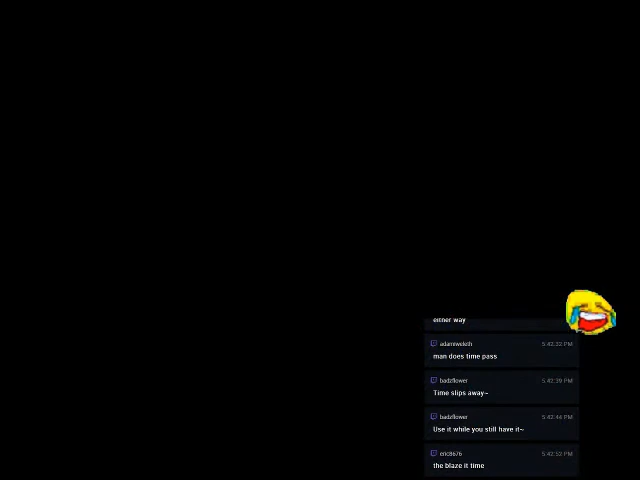 either way
adamweleth 5:42:32 PM
man does time pass
badzflower 5:42:39 PM
Time slips away~
badzflower 5:42:44 PM
Use it while you still have it~
eric8676 5:42:52 PM
the blaze it time